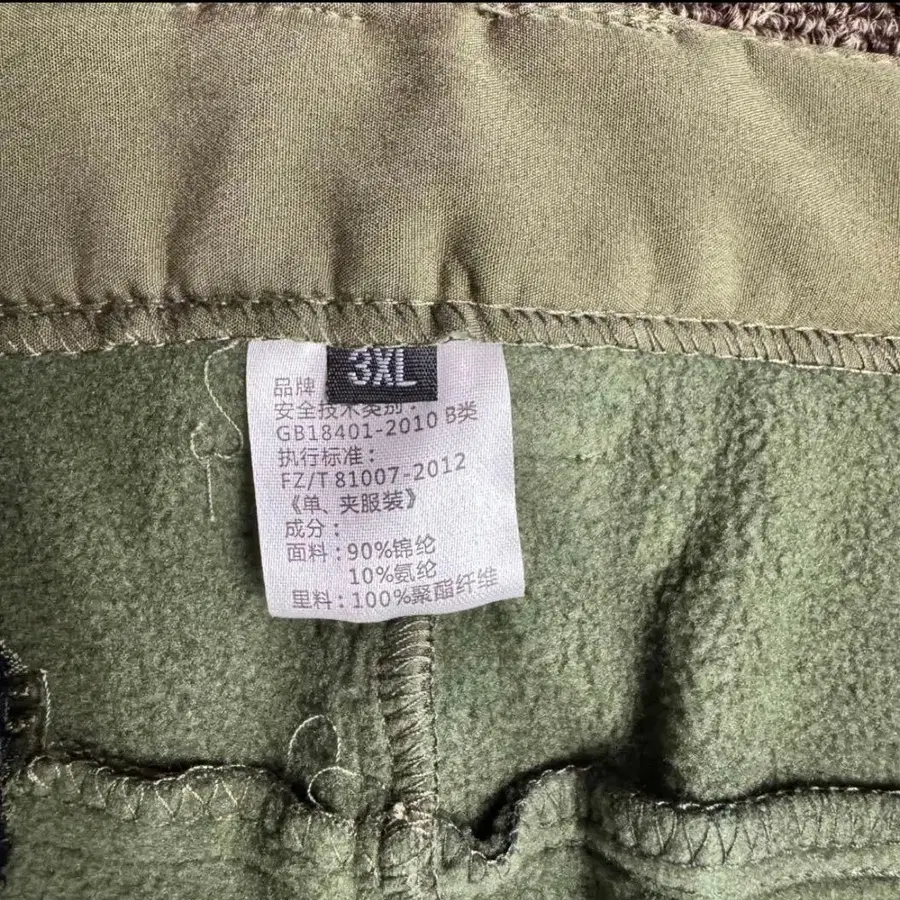 3XL
品牌
安全技术类别：
GB18401-2010 B类
执行标准：
FZ/T 81007-2012
《单、夹服装》
成分：
面料：90%锦纶
10%氨纶
里料：100%聚酯纤维